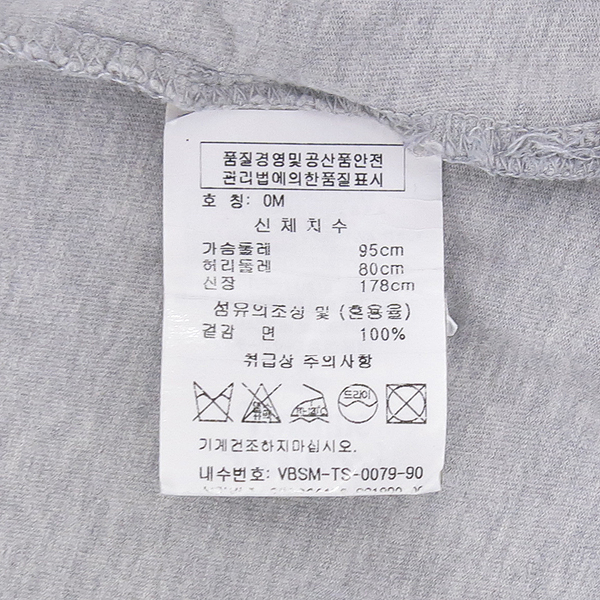 품질경영및공산품안전
관리법에의한품질표시
호 칭: 0M
신체치수
가슴둘레 95cm
허리둘레 80cm
신장 178cm
섬유의조성 및 (혼용율)
겉감 면 100%
취급상 주의사항
드라이
기계건조하지마십시오.
내수번호: VBSM-TS-0079-90